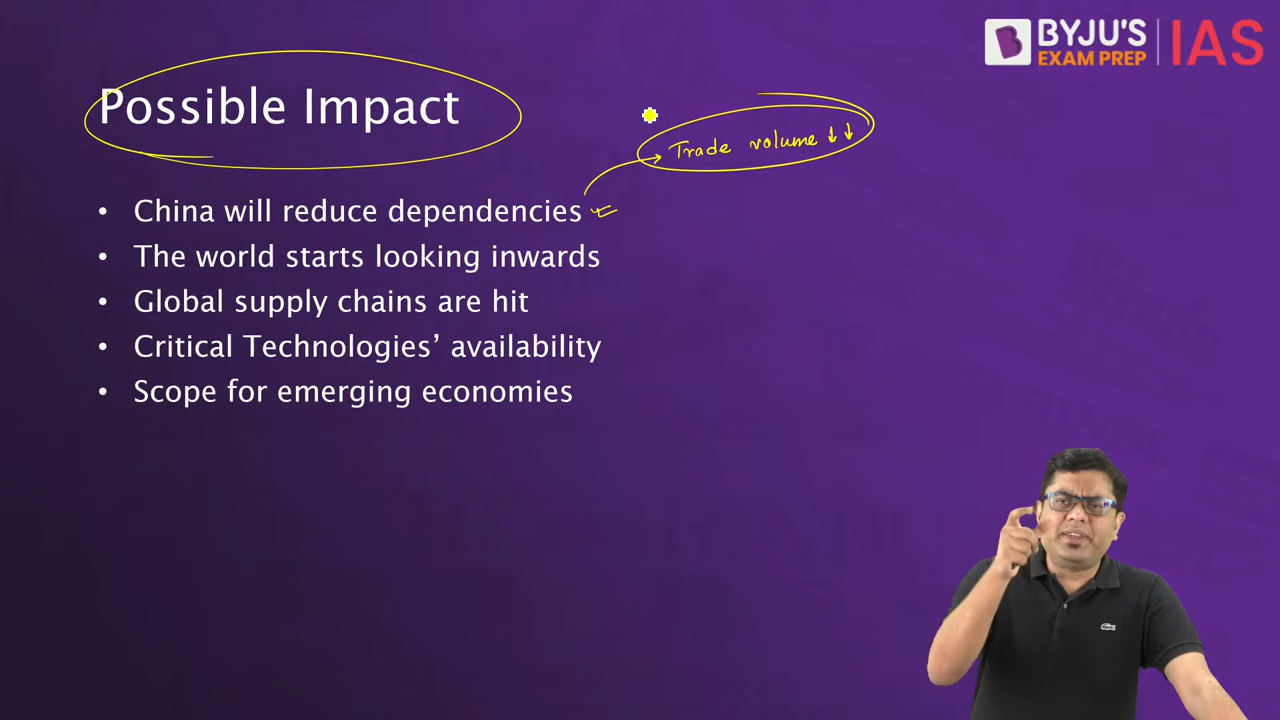 BYJU'S
EXAM PREP
IAS
Possible Impact
Trade volume ↓↓
• China will reduce dependencies
• The world starts looking inwards
• Global supply chains are hit
• Critical Technologies’ availability
• Scope for emerging economies